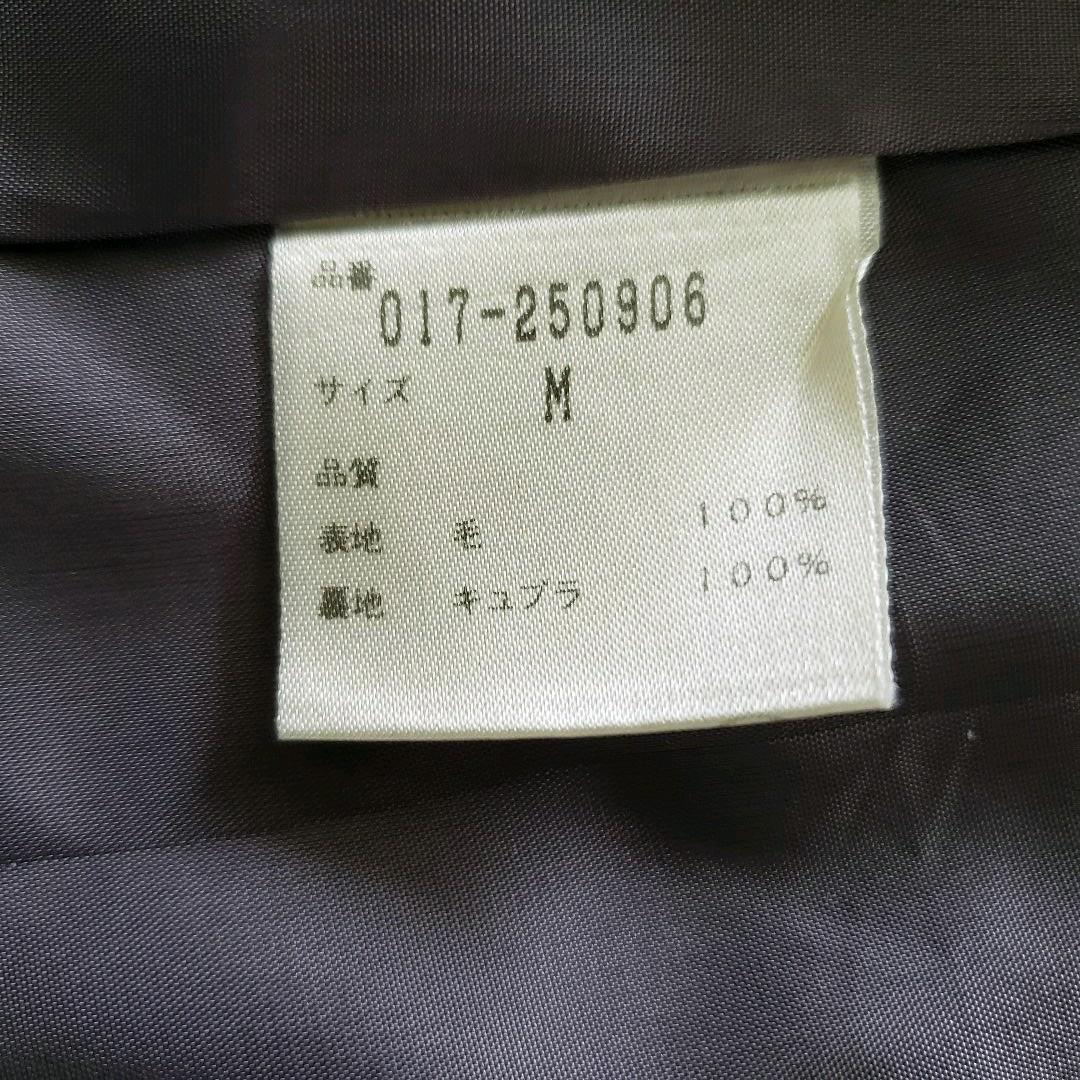 品番 017-250906
サイズ M
品質
表地 毛 100%
裏地 キュプラ 100%